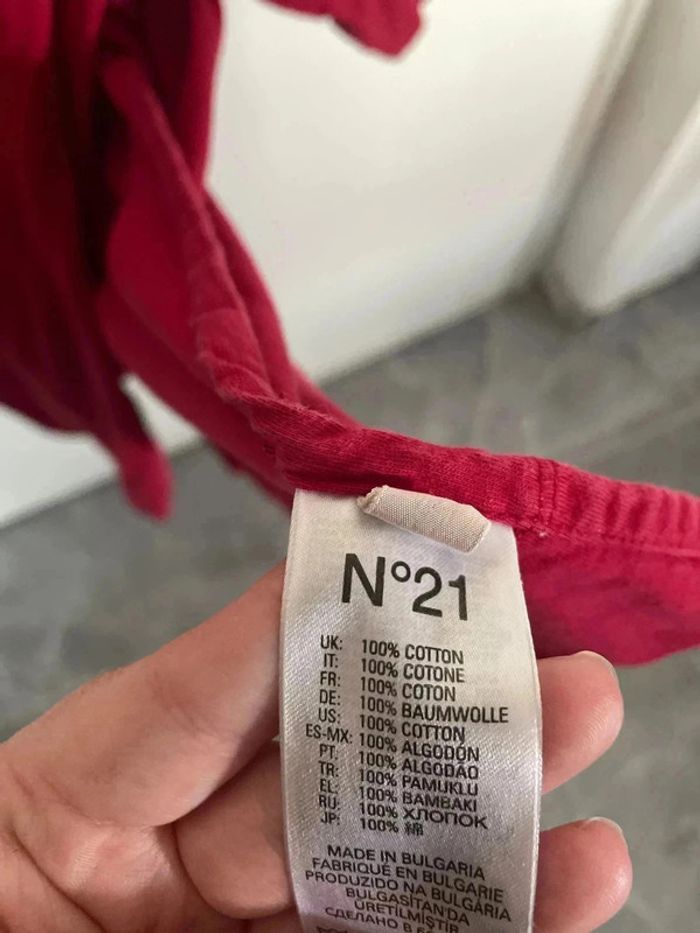 N°21
UK: 100% COTTON
IT: 100% COTONE
FR: 100% COTON
DE: 100% BAUMWOLLE
US: 100% COTTON
ES-MX: 100% ALGODÓN
PT: 100% ALGODÃO
TR: 100% PAMUKLU
EL: 100% BAMBAKI
RU: 100% ХЛОПОК
JP: 100% 綿
MADE IN BULGARIA
FABRIQUÉ EN BULGARIE
PRODUZIDO NA BULGÁRIA
BULGASİTAN'DA
ÜRETİLMİŞTİR
СДЕЛАНО В